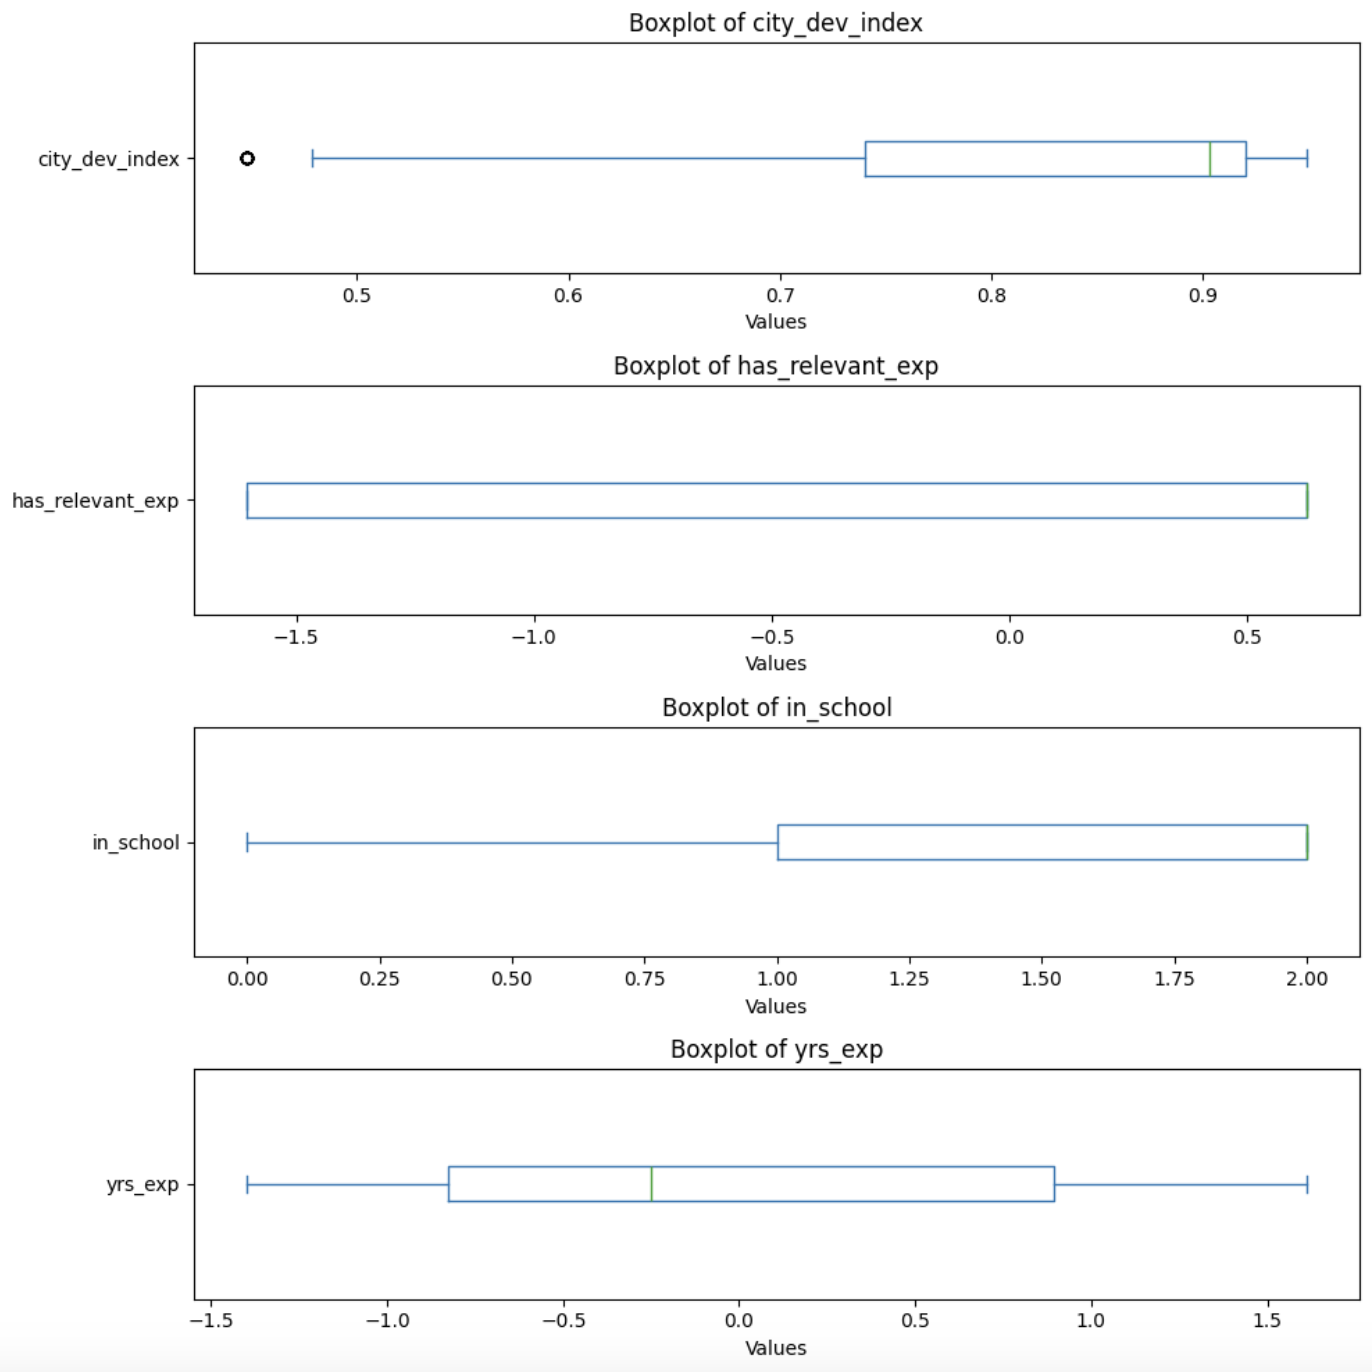 Boxplot of city_dev_index
city_dev_index
0.5 0.6 0.7 0.8 0.9
Values
Boxplot of has_relevant_exp
has_relevant_exp
−1.5 −1.0 −0.5 0.0 0.5
Values
Boxplot of in_school
in_school
0.00 0.25 0.50 0.75 1.00 1.25 1.50 1.75 2.00
Values
Boxplot of yrs_exp
yrs_exp
−1.5 −1.0 −0.5 0.0 0.5 1.0 1.5
Values